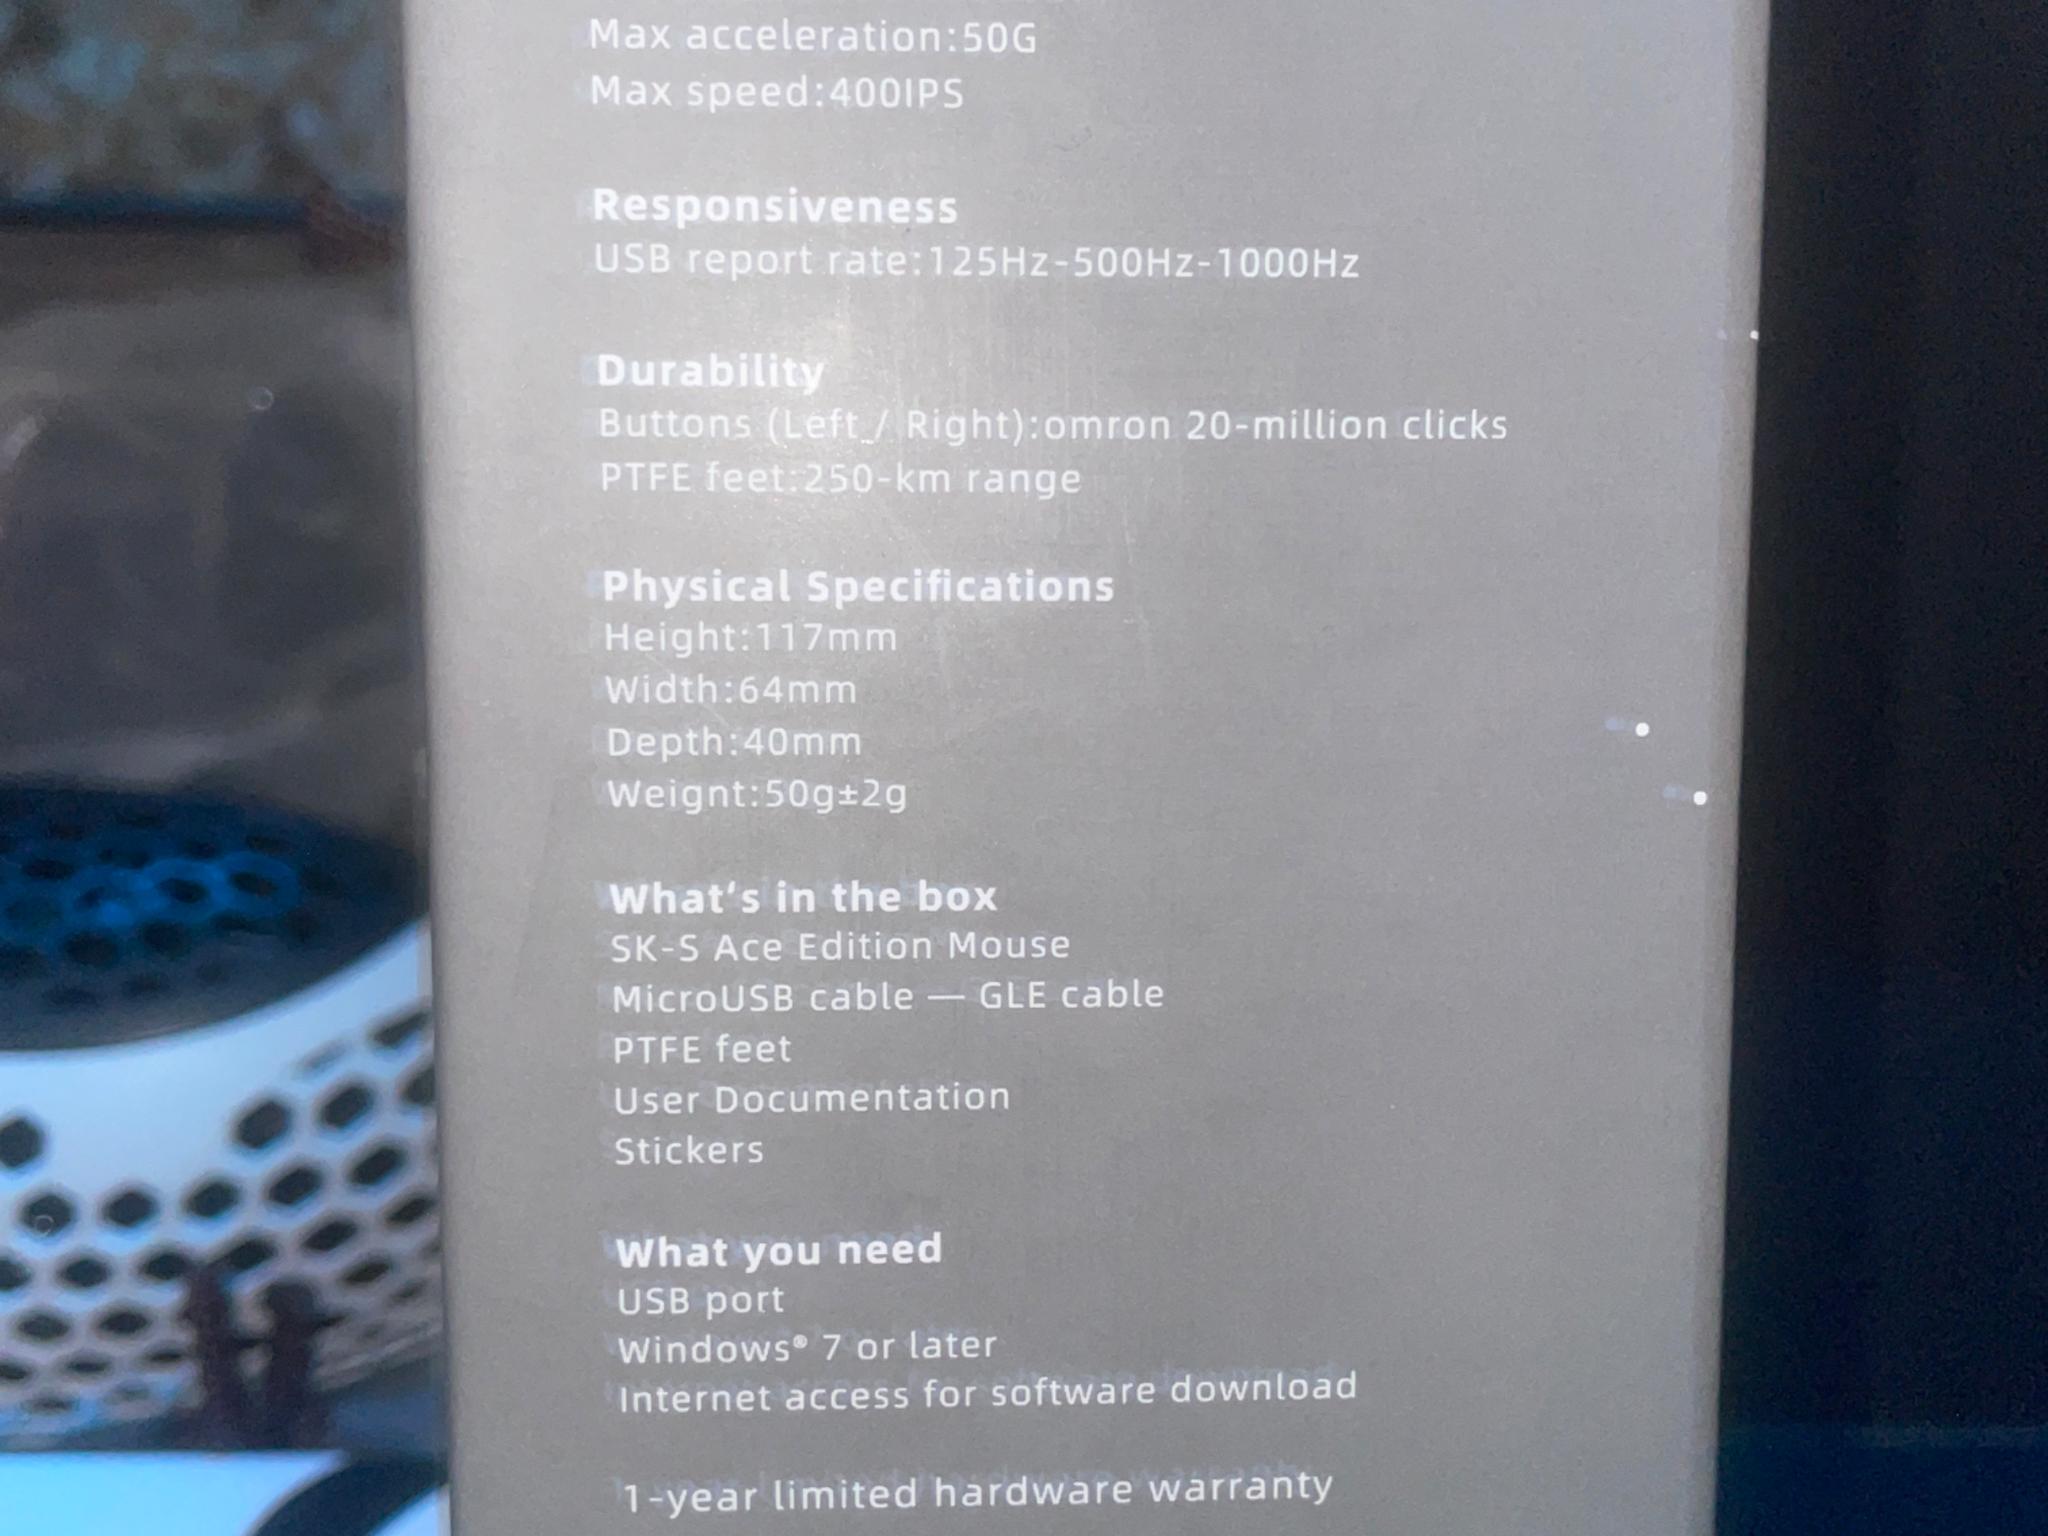 Max acceleration:50G
Max speed:400IPS
Responsiveness
USB report rate:125Hz-500Hz-1000Hz
Durability
Buttons (Left / Right):omron 20-million clicks
PTFE feet:250-km range
Physical Specifications
Height:117mm
Width:64mm
Depth:40mm
Weignt:50g±2g
What's in the box
SK-S Ace Edition Mouse
MicroUSB cable — GLE cable
PTFE feet
User Documentation
Stickers
What you need
USB port
Windows® 7 or later
Internet access for software download
1-year limited hardware warranty